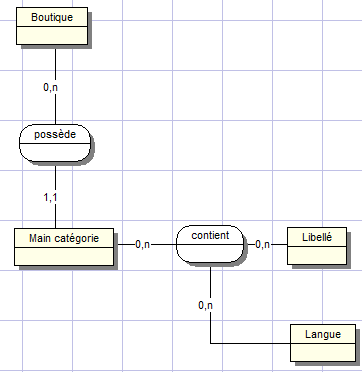 Boutique
0,n
possède
1,1
Main catégorie
0,n
contient
0,n
Libellé
0,n
Langue